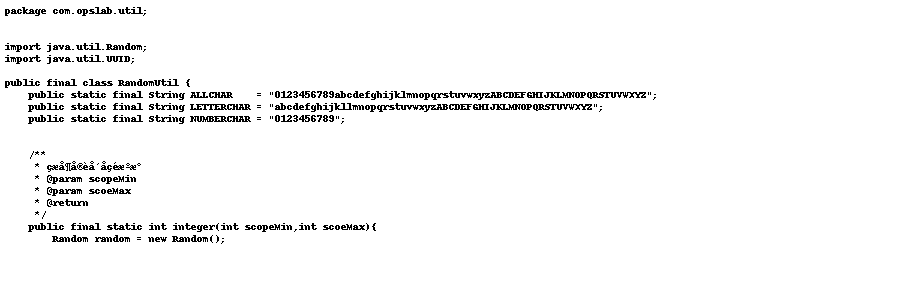 package com.opslab.util;
import java.util.Random;
import java.util.UUID;
public final class RandomUtil {
public static final String ALLCHAR = "0123456789abcdefghijklmnopqrstuvwxyzABCDEFGHIJKLMNOPQRSTUVWXYZ";
public static final String LETTERCHAR = "abcdefghijkllmnopqrstuvwxyzABCDEFGHIJKLMNOPQRSTUVWXYZ";
public static final String NUMBERCHAR = "0123456789";
/**
*
* @param scopeMin
* @param scoeMax
* @return
*/
public final static int integer(int scopeMin,int scoeMax){
Random random = new Random();